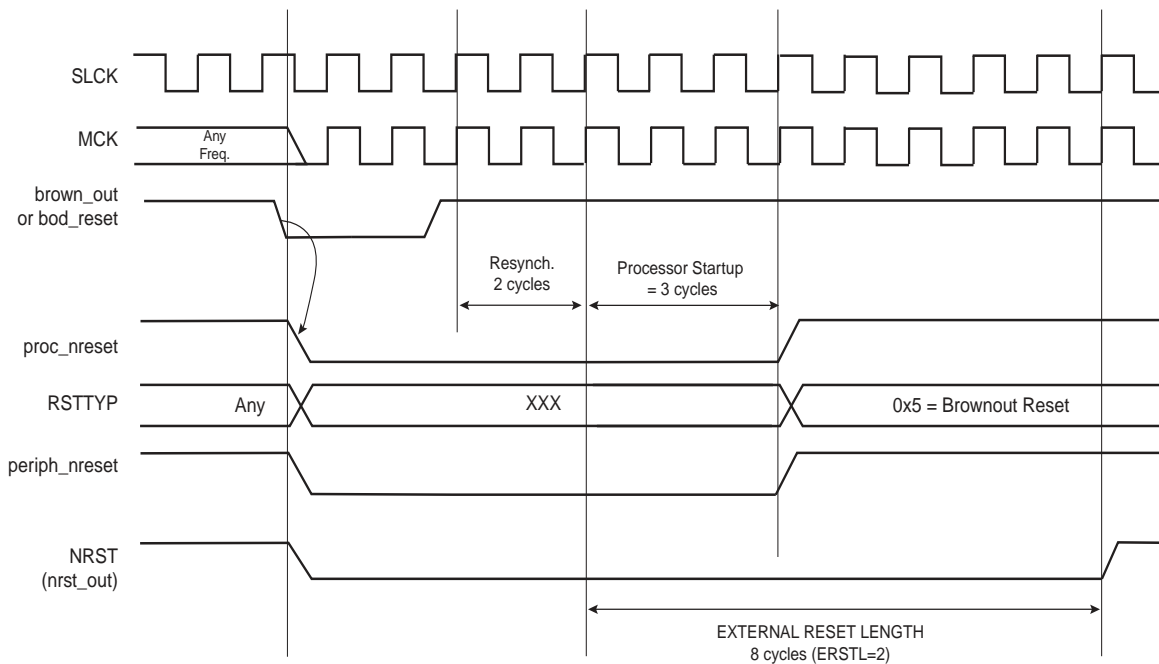 SLCK
MCK
Any
Freq.
brown_out
or bod_reset
Resynch.
2 cycles
Processor Startup
= 3 cycles
proc_nreset
RSTTYP
Any
XXX
0x5 = Brownout Reset
periph_nreset
NRST
(nrst_out)
EXTERNAL RESET LENGTH
8 cycles (ERSTL=2)